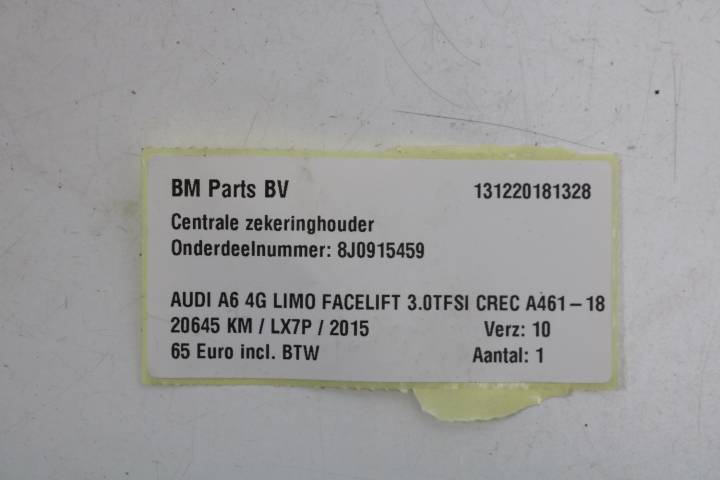 BM Parts BV 131220181328
Centrale zekeringhouder
Onderdeelnummer: 8J0915459
AUDI A6 4G LIMO FACELIFT 3.0TFSI CREC A461-18
20645 KM / LX7P / 2015 Verz: 10
65 Euro incl. BTW Aantal: 1